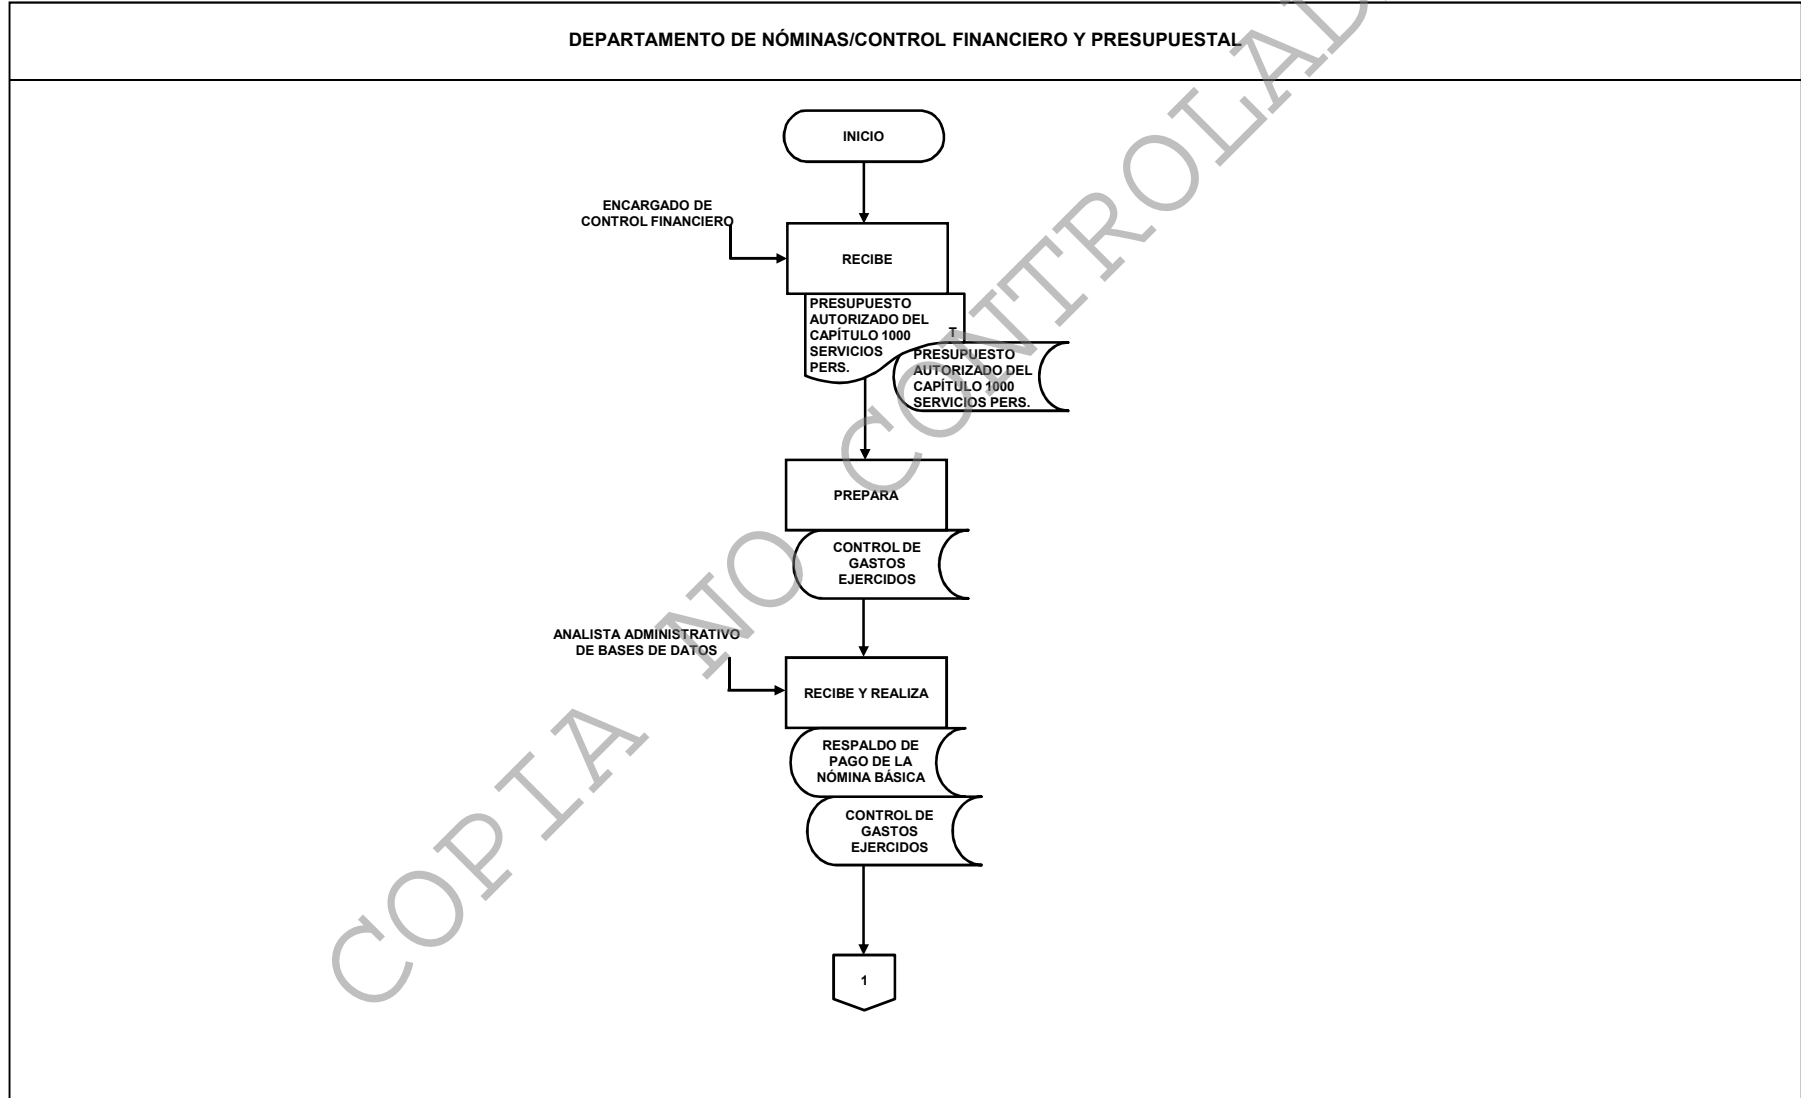 DEPARTAMENTO DE NÓMINAS/CONTROL FINANCIERO Y PRESUPUESTAL
INICIO
ENCARGADO DE
CONTROL FINANCIERO
RECIBE
PRESUPUESTO
AUTORIZADO DEL
CAPÍTULO 1000
SERVICIOS
PERS.
T
PRESUPUESTO
AUTORIZADO DEL
CAPÍTULO 1000
SERVICIOS PERS.
PREPARA
CONTROL DE
GASTOS
EJERCIDOS
ANALISTA ADMINISTRATIVO
DE BASES DE DATOS
RECIBE Y REALIZA
RESPALDO DE
PAGO DE LA
NÓMINA BÁSICA
CONTROL DE
GASTOS
EJERCIDOS
1
COPIA NO CONTROLAD